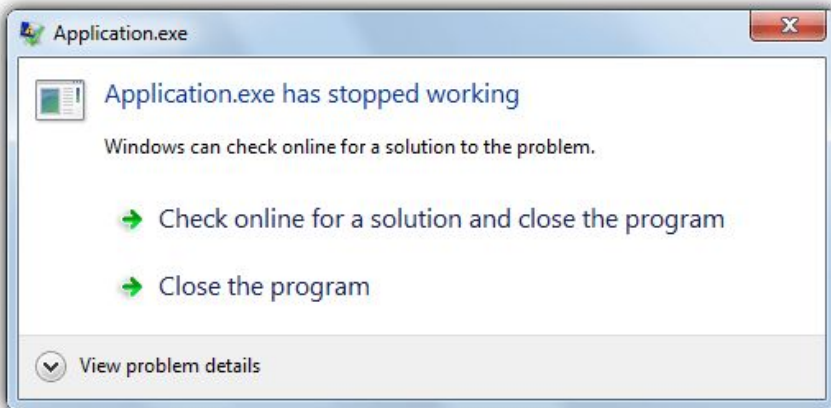 Application.exe
Application.exe has stopped working
Windows can check online for a solution to the problem.
Check online for a solution and close the program
Close the program
View problem details